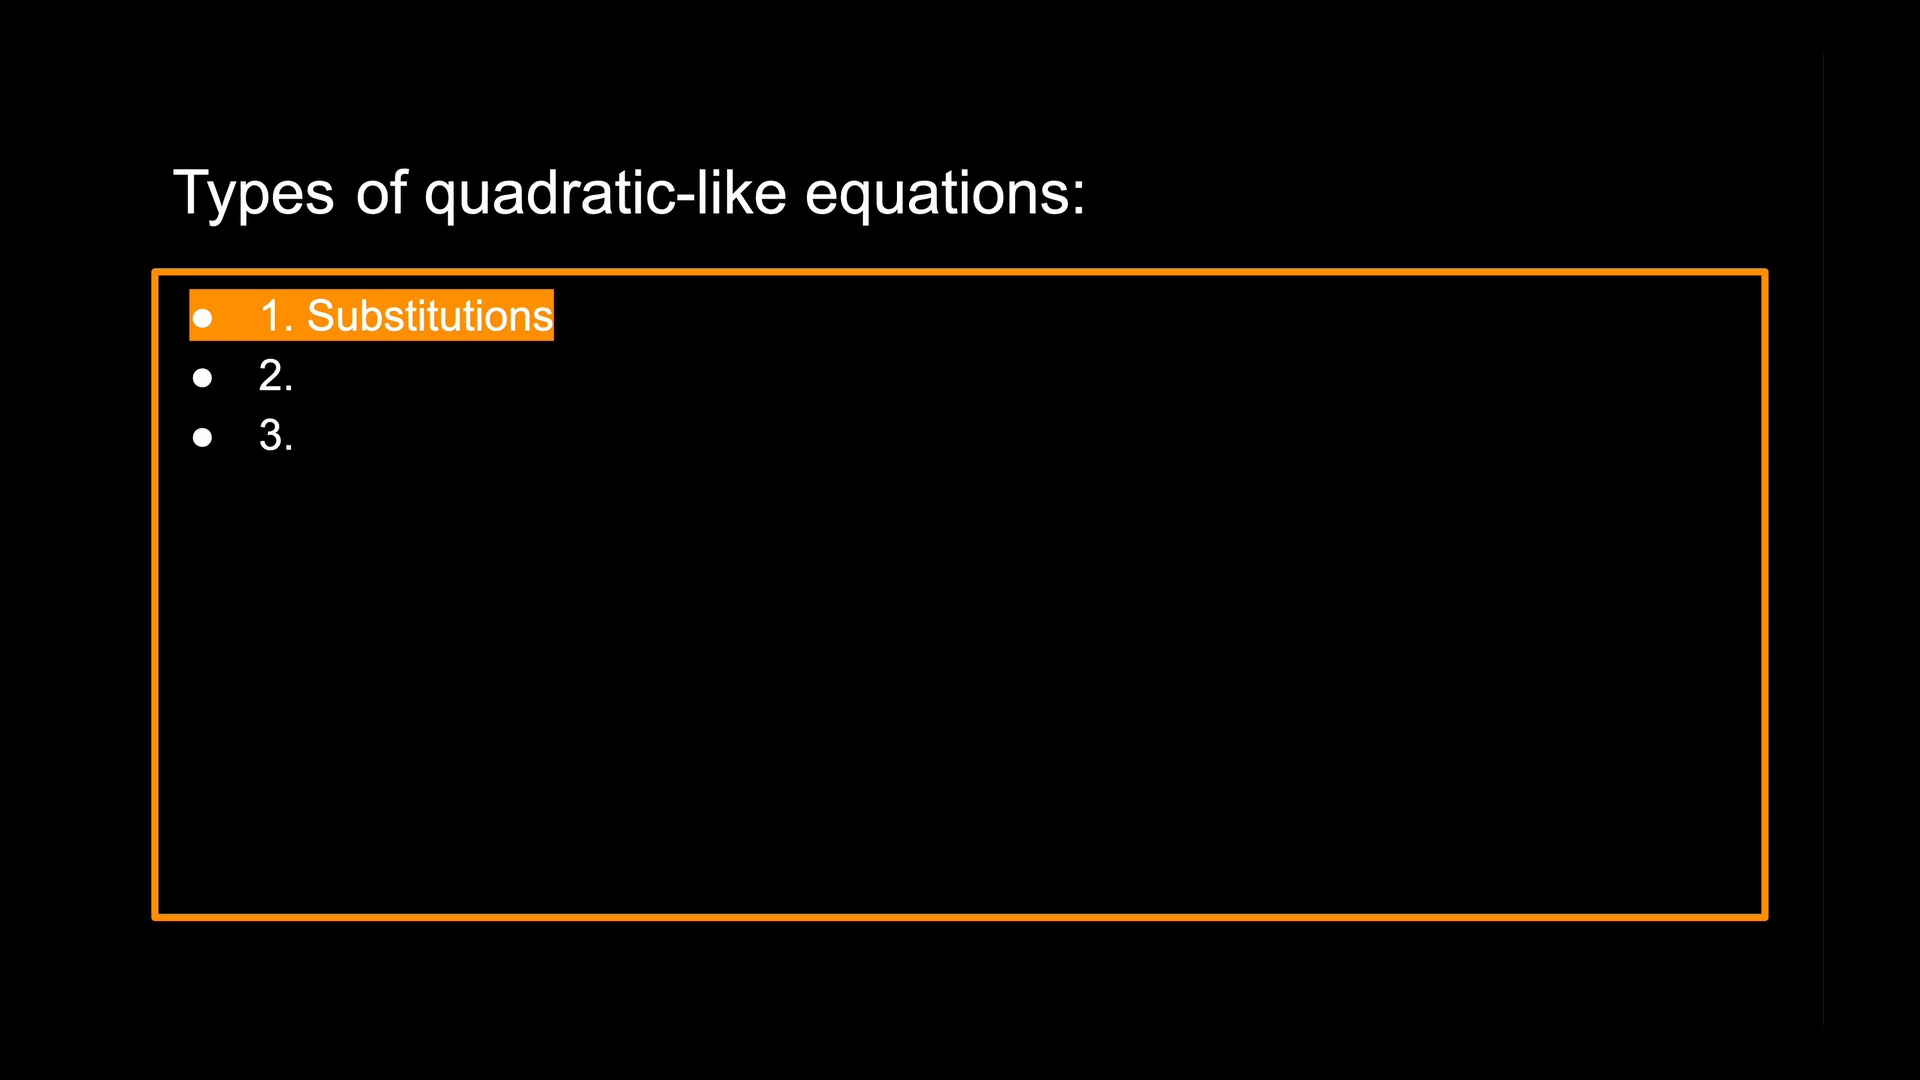 Types of quadratic-like equations:
● 1. Substitutions
● 2.
● 3.